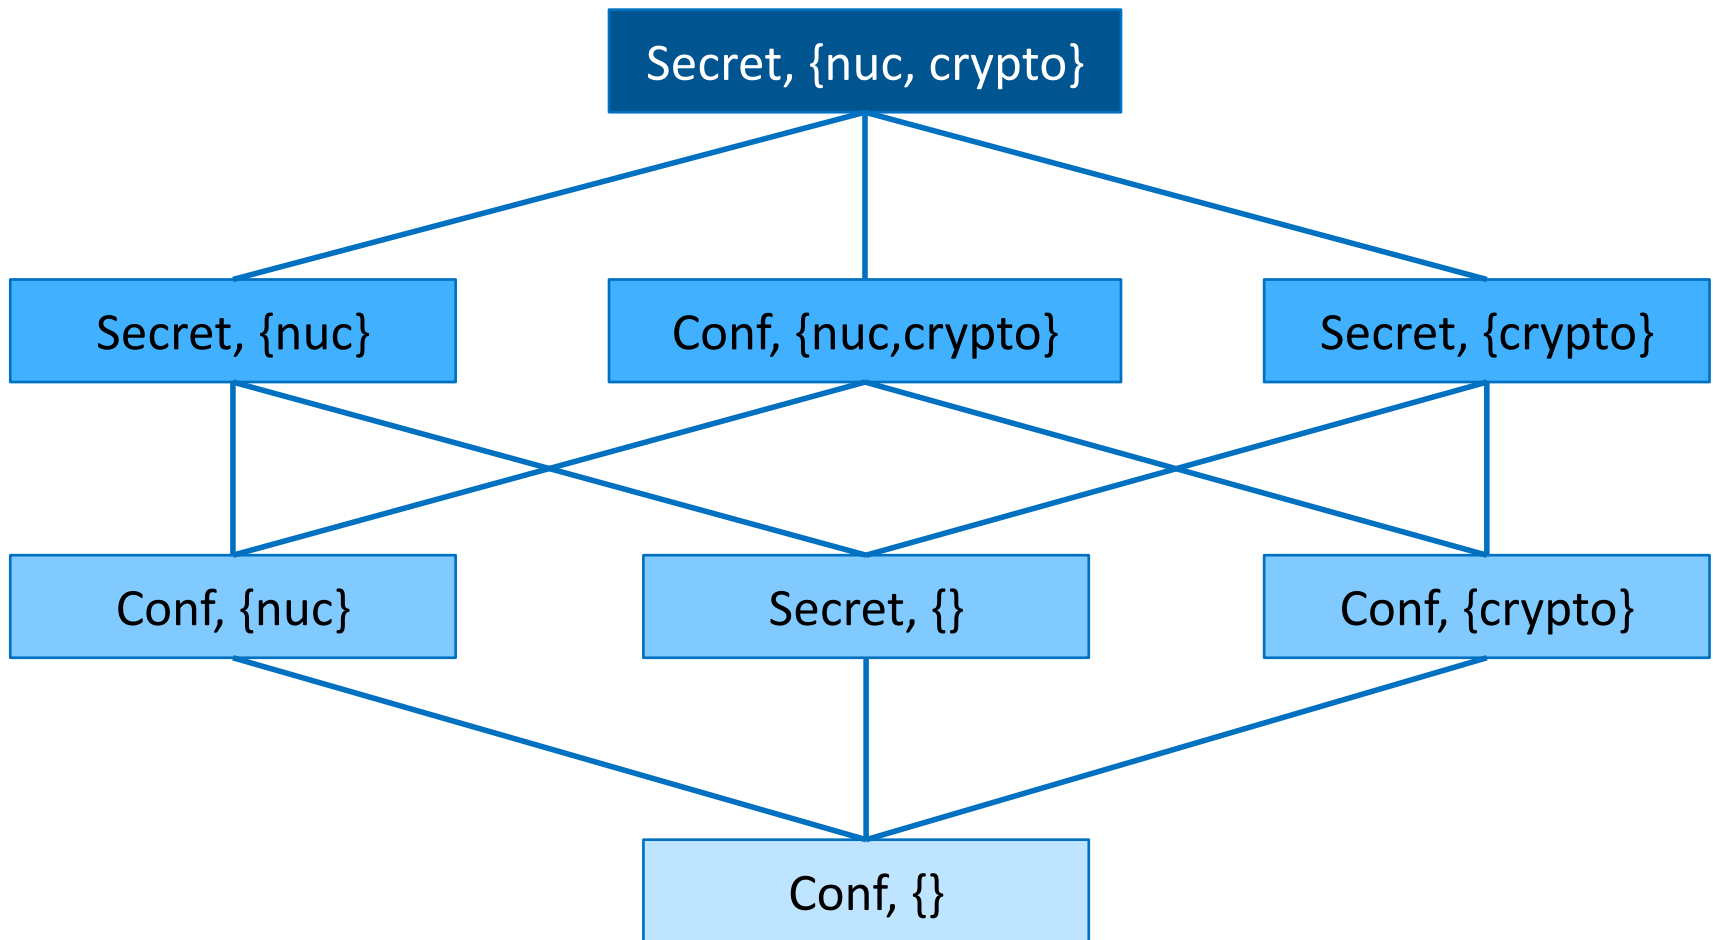 Secret, {nuc, crypto}
Secret, {nuc}
Conf, {nuc,crypto}
Secret, {crypto}
Conf, {nuc}
Secret, {}
Conf, {crypto}
Conf, {}